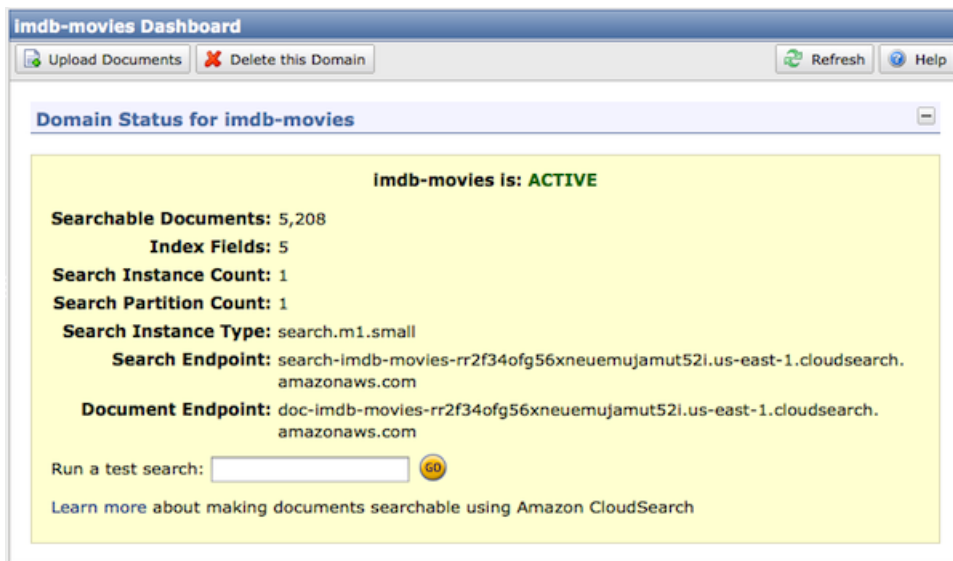 imdb-movies Dashboard
Upload Documents Delete this Domain Refresh Help
Domain Status for imdb-movies
imdb-movies is: ACTIVE
Searchable Documents: 5,208
Index Fields: 5
Search Instance Count: 1
Search Partition Count: 1
Search Instance Type: search.m1.small
Search Endpoint: search-imdb-movies-rr2f34ofg56xneuemujamut52i.us-east-1.cloudsearch.
amazonaws.com
Document Endpoint: doc-imdb-movies-rr2f34ofg56xneuemujamut52i.us-east-1.cloudsearch.
amazonaws.com
Run a test search: GO
Learn more about making documents searchable using Amazon CloudSearch